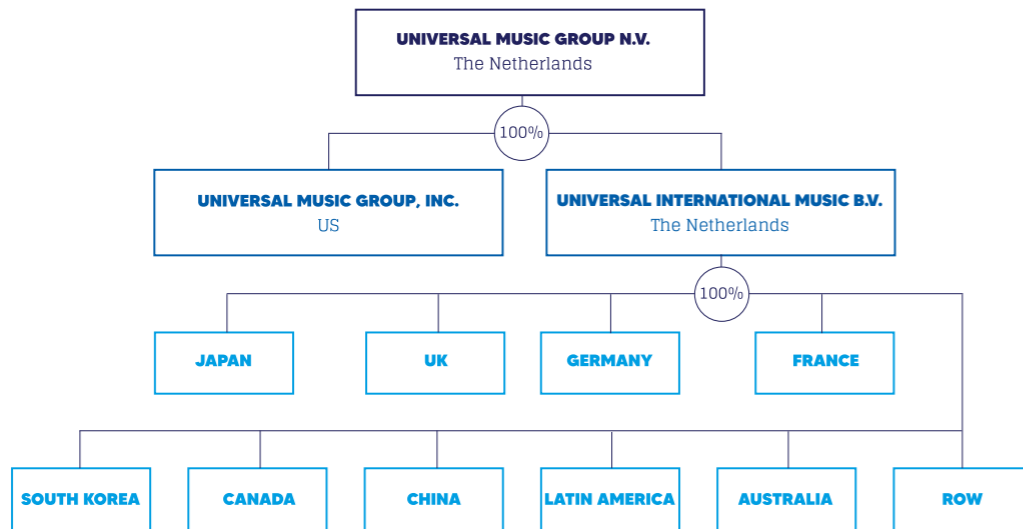 UNIVERSAL MUSIC GROUP N.V.
The Netherlands
100%
UNIVERSAL MUSIC GROUP, INC.
US
UNIVERSAL INTERNATIONAL MUSIC B.V.
The Netherlands
100%
JAPAN
UK
GERMANY
FRANCE
SOUTH KOREA
CANADA
CHINA
LATIN AMERICA
AUSTRALIA
ROW